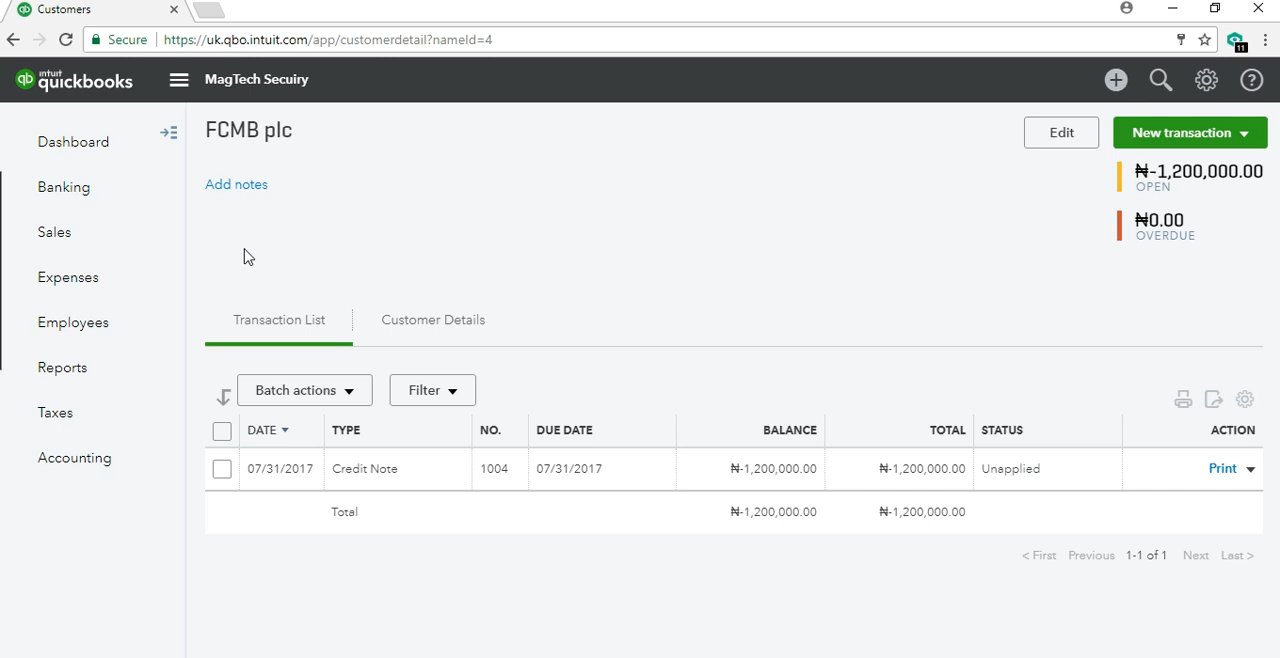 Customers
Secure https://uk.qbo.intuit.com/app/customerdetail?nameId=4
11
qb intuit quickbooks MagTech Secuiry
Dashboard
Banking
Sales
Expenses
Employees
Reports
Taxes
Accounting
FCMB plc
Edit New transaction
Add notes
₦-1,200,000.00
OPEN
₦0.00
OVERDUE
Transaction List Customer Details
Batch actions Filter
DATE TYPE NO. DUE DATE BALANCE TOTAL STATUS ACTION
07/31/2017 Credit Note 1004 07/31/2017 ₦-1,200,000.00 ₦-1,200,000.00 Unapplied Print
Total ₦-1,200,000.00 ₦-1,200,000.00
< First Previous 1-1 of 1 Next Last >